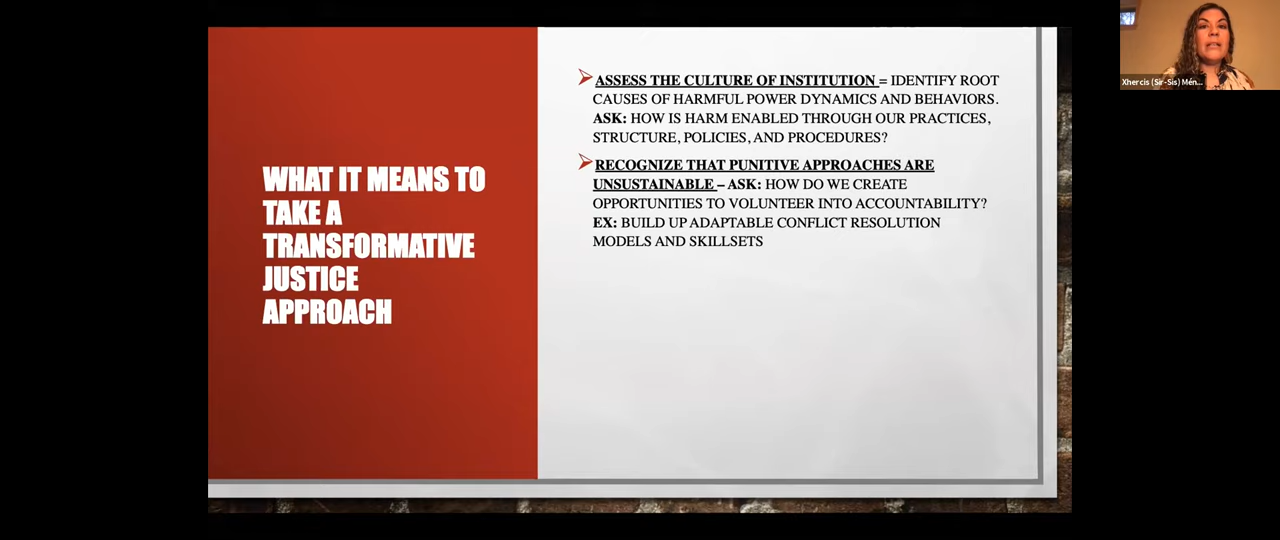 WHAT IT MEANS TO
TAKE A
TRANSFORMATIVE
JUSTICE
APPROACH
ASSESS THE CULTURE OF INSTITUTION = IDENTIFY ROOT
CAUSES OF HARMFUL POWER DYNAMICS AND BEHAVIORS.
ASK: HOW IS HARM ENABLED THROUGH OUR PRACTICES,
STRUCTURE, POLICIES, AND PROCEDURES?
RECOGNIZE THAT PUNITIVE APPROACHES ARE
UNSUSTAINABLE – ASK: HOW DO WE CREATE
OPPORTUNITIES TO VOLUNTEER INTO ACCOUNTABILITY?
EX: BUILD UP ADAPTABLE CONFLICT RESOLUTION
MODELS AND SKILLSETS
Xhercis (Sir-Sis) Mén...